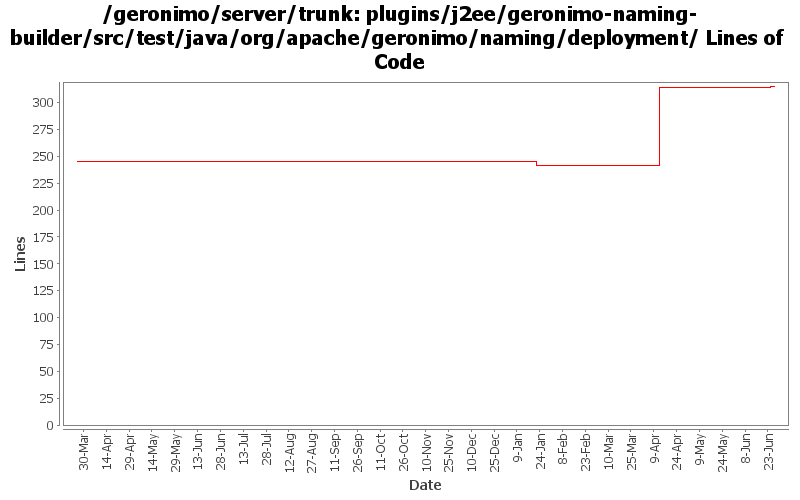 /geronimo/server/trunk: plugins/j2ee/geronimo-naming-
builder/src/test/java/org/apache/geronimo/naming/deployment/ Lines of
Code
Lines
300
275
250
225
200
175
150
125
100
75
50
25
0
30-Mar
14-Apr
29-Apr
14-May
29-May
13-Jun
28-Jun
13-Jul
28-Jul
12-Aug
27-Aug
11-Sep
26-Sep
11-Oct
26-Oct
10-Nov
25-Nov
10-Dec
25-Dec
9-Jan
24-Jan
8-Feb
23-Feb
10-Mar
25-Mar
9-Apr
24-Apr
9-May
24-May
8-Jun
23-Jun
Date